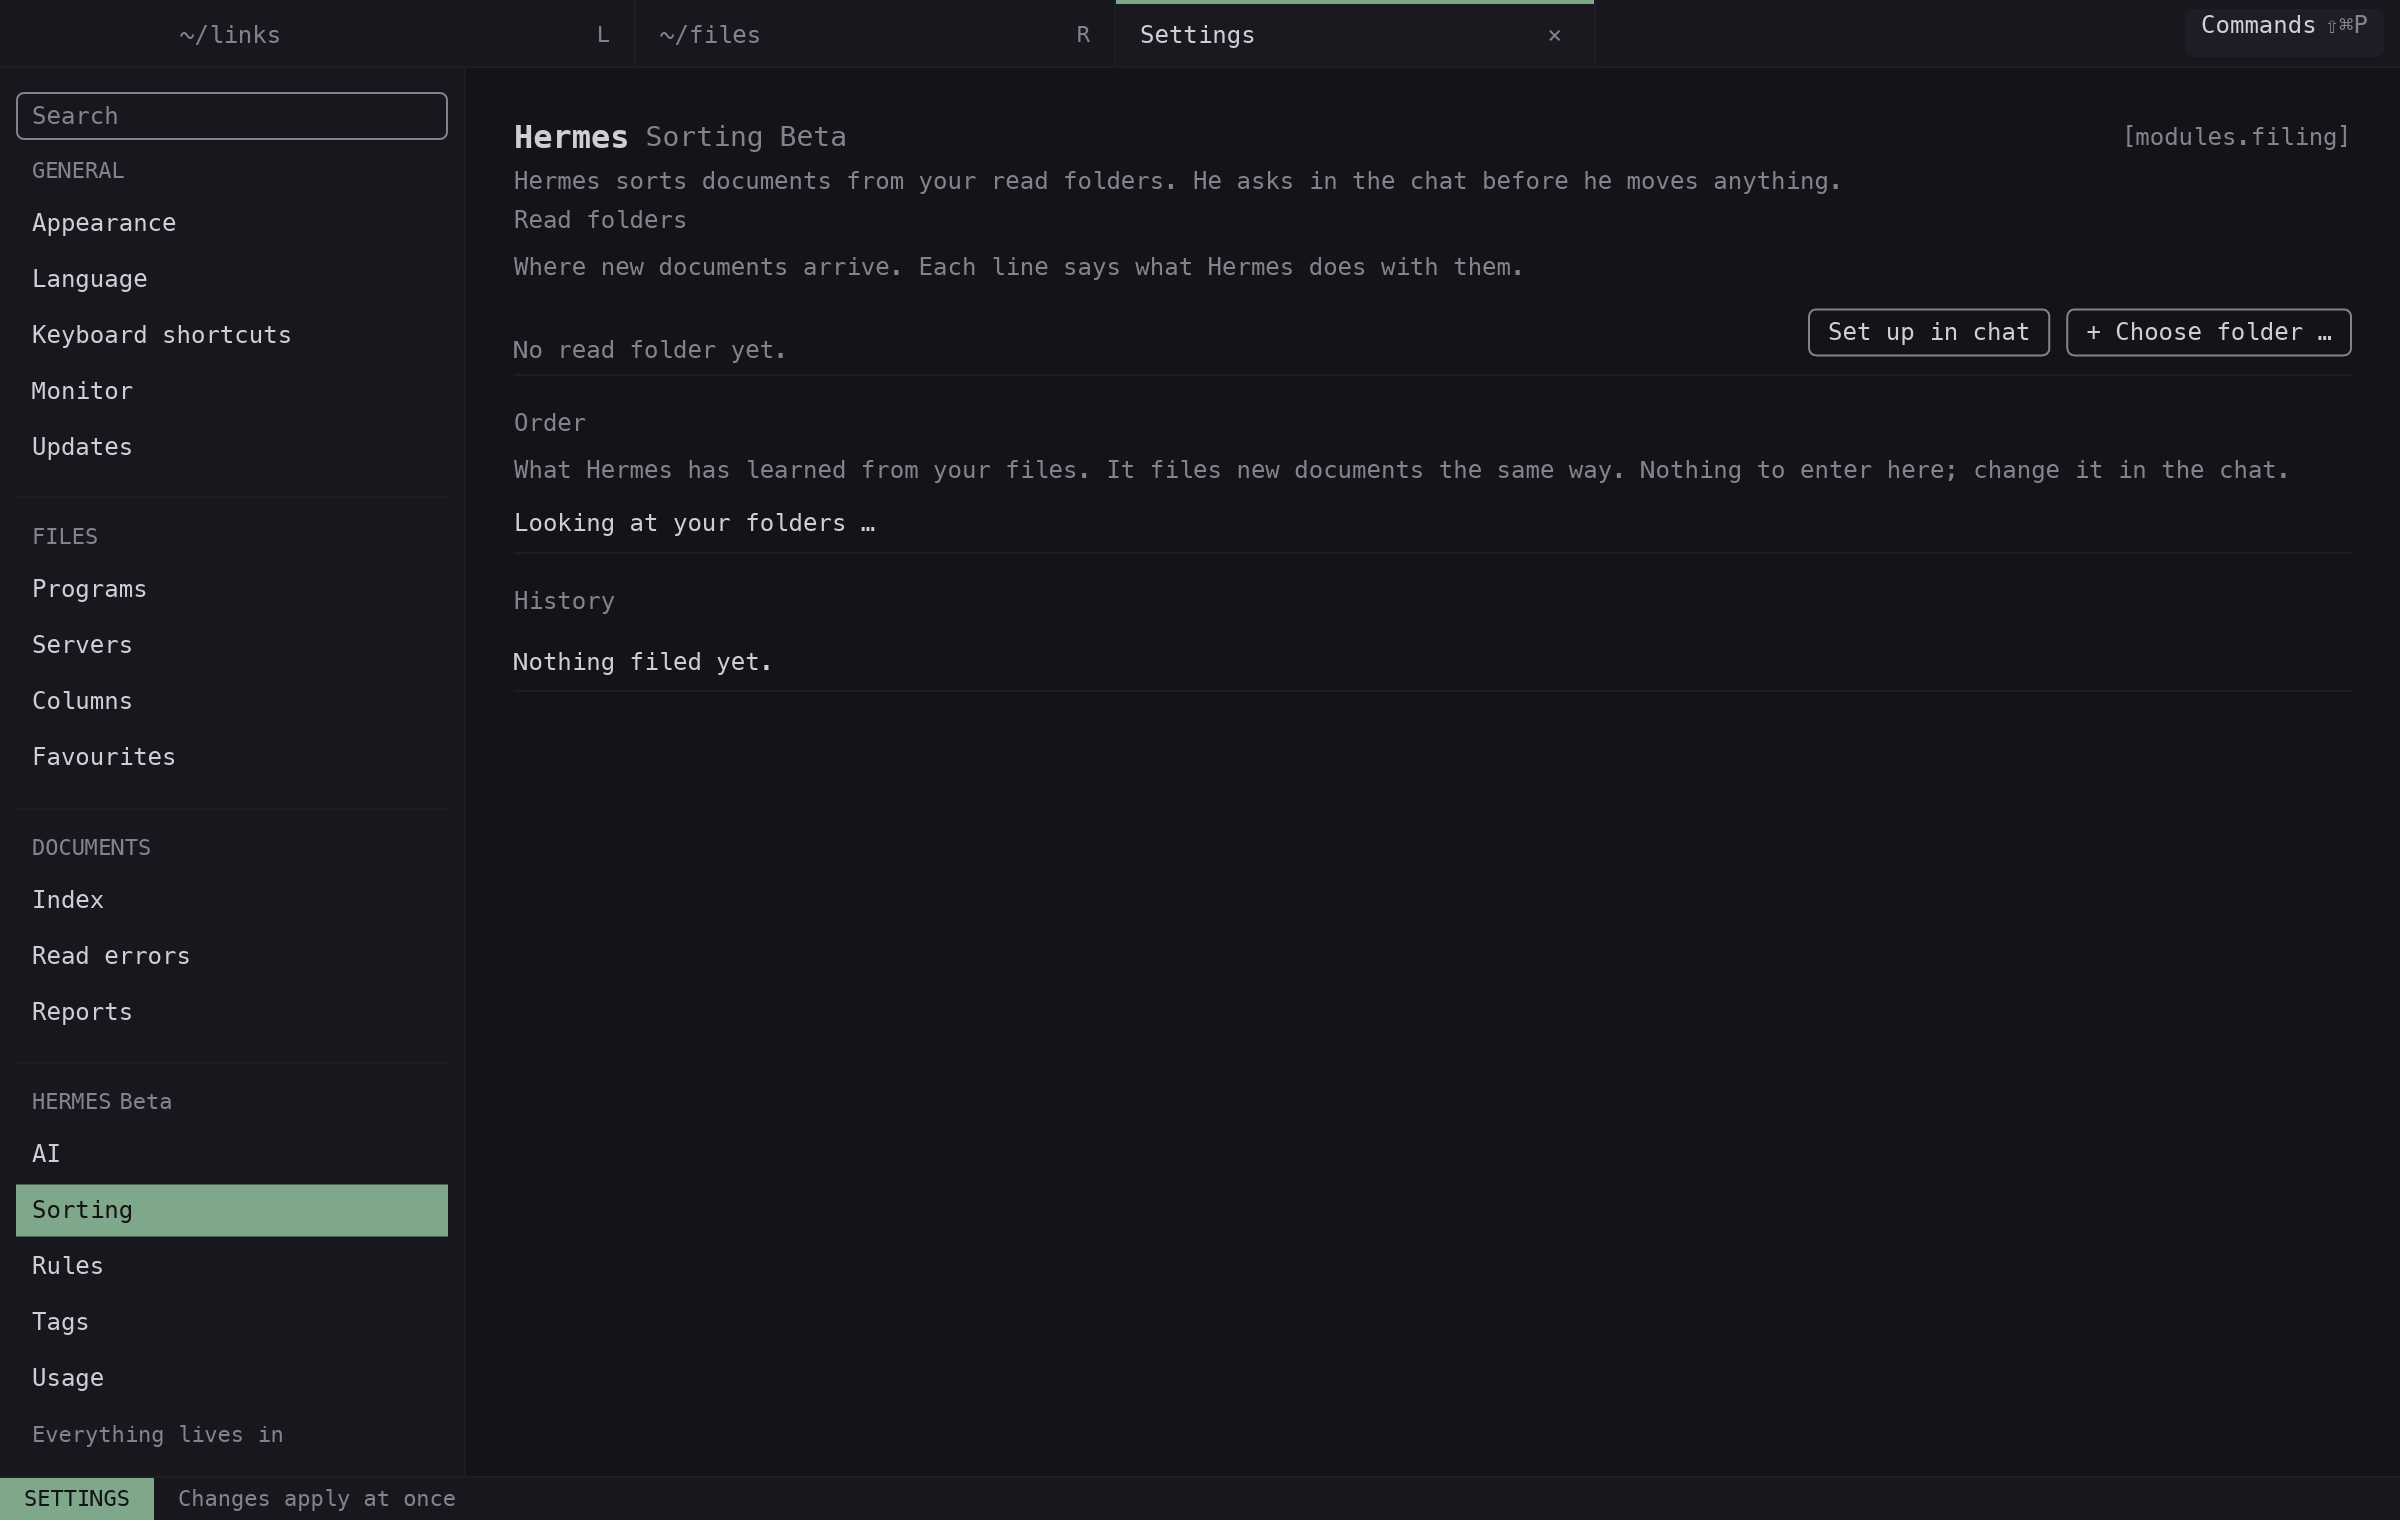 ~/links L ~/files R Settings × Commands ⇧⌘P
Search
GENERAL
Appearance
Language
Keyboard shortcuts
Monitor
Updates
FILES
Programs
Servers
Columns
Favourites
DOCUMENTS
Index
Read errors
Reports
HERMES Beta
AI
Sorting
Rules
Tags
Usage
Everything lives in
Hermes Sorting Beta [modules.filing]
Hermes sorts documents from your read folders. He asks in the chat before he moves anything.
Read folders
Where new documents arrive. Each line says what Hermes does with them.
No read folder yet. Set up in chat + Choose folder …
Order
What Hermes has learned from your files. It files new documents the same way. Nothing to enter here; change it in the chat.
Looking at your folders …
History
Nothing filed yet.
SETTINGS Changes apply at once